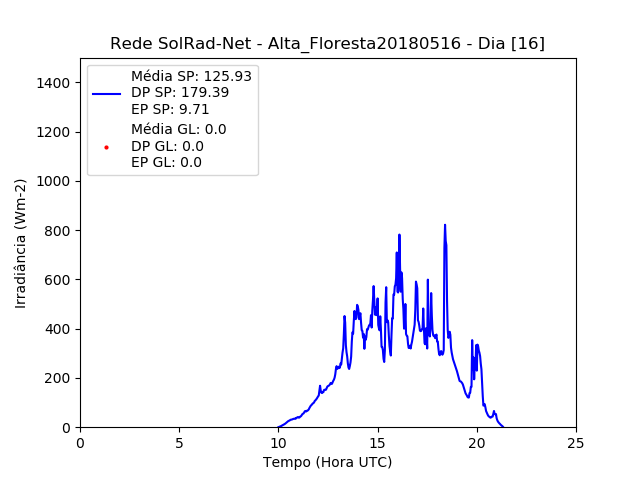 Rede SolRad-Net - Alta_Floresta20180516 - Dia [16]
Média SP: 125.93
DP SP: 179.39
EP SP: 9.71
Média GL: 0.0
DP GL: 0.0
EP GL: 0.0
1400
1200
1000
800
600
400
200
0
Irradiância (Wm-2)
0 5 10 15 20 25
Tempo (Hora UTC)